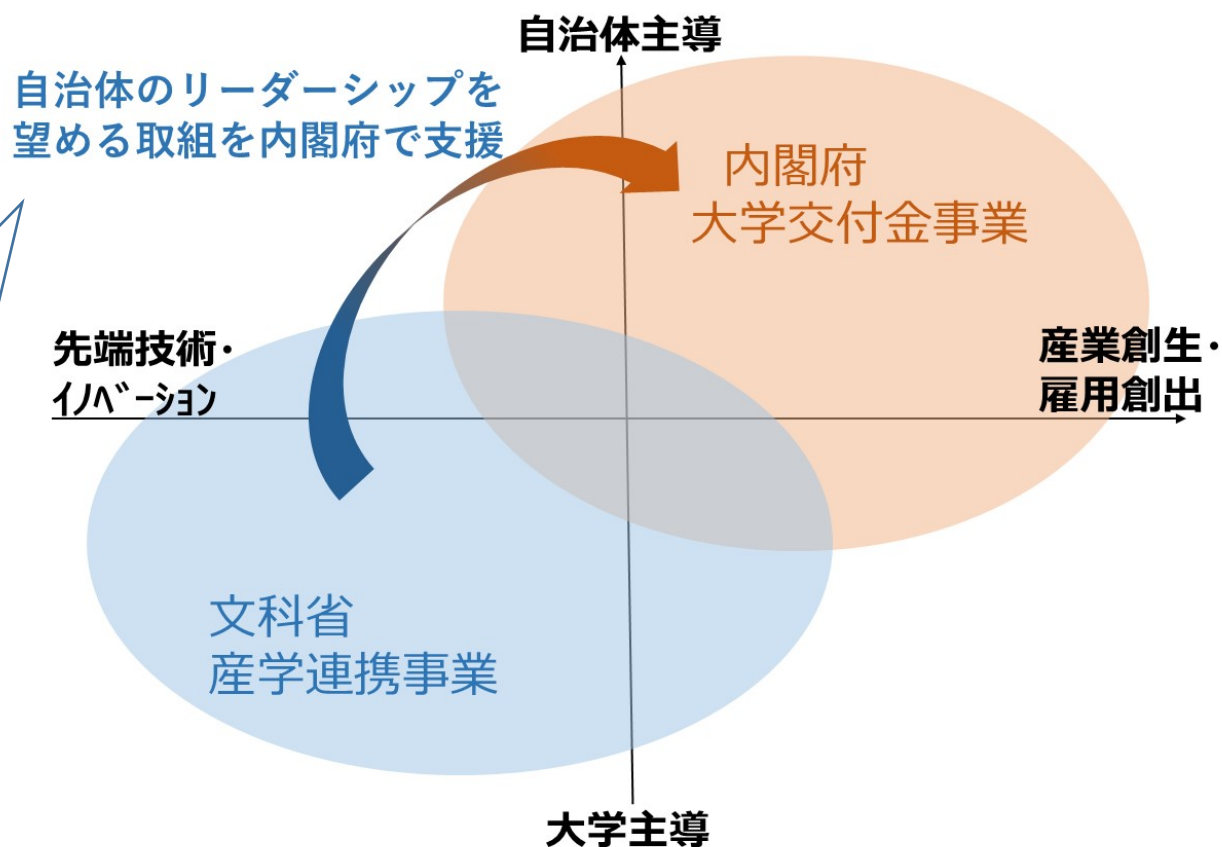 自治体主導
自治体のリーダーシップを
望める取組を内閣府で支援
内閣府
大学交付金事業
先端技術・
ｲﾉﾍﾞｰｼｮﾝ
産業創生・
雇用創出
文科省
産学連携事業
大学主導